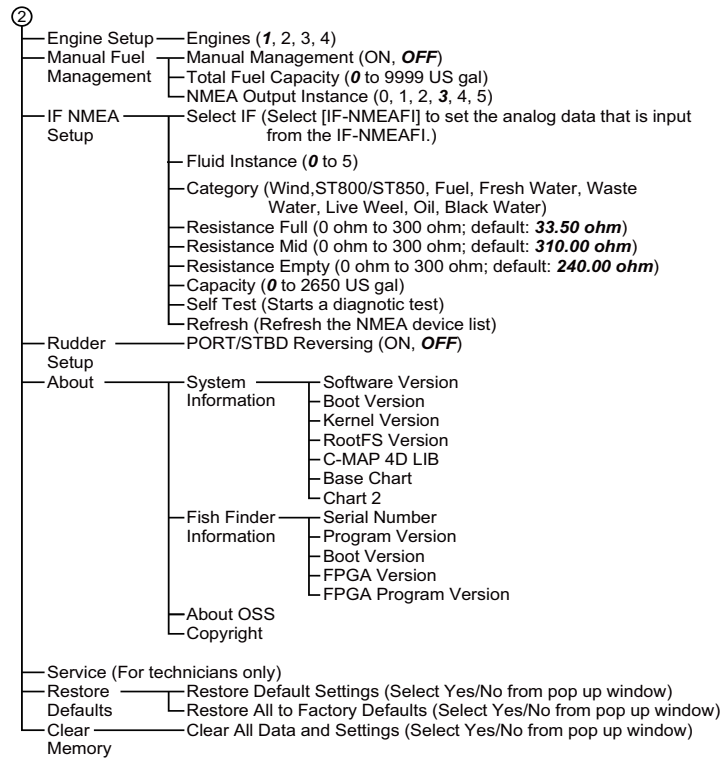 ②
Engine Setup Engines (1, 2, 3, 4)
Manual Fuel Management Manual Management (ON, OFF)
Total Fuel Capacity (0 to 9999 US gal)
NMEA Output Instance (0, 1, 2, 3, 4, 5)
IF NMEA Setup Select IF (Select [IF-NMEAFI] to set the analog data that is input
from the IF-NMEAFI.)
Fluid Instance (0 to 5)
Category (Wind,ST800/ST850, Fuel, Fresh Water, Waste
Water, Live Weel, Oil, Black Water)
Resistance Full (0 ohm to 300 ohm; default: 33.50 ohm)
Resistance Mid (0 ohm to 300 ohm; default: 310.00 ohm)
Resistance Empty (0 ohm to 300 ohm; default: 240.00 ohm)
Capacity (0 to 2650 US gal)
Self Test (Starts a diagnotic test)
Refresh (Refresh the NMEA device list)
Rudder Setup PORT/STBD Reversing (ON, OFF)
About
System Information
Software Version
Boot Version
Kernel Version
RootFS Version
C-MAP 4D LIB
Base Chart
Chart 2
Fish Finder Information
Serial Number
Program Version
Boot Version
FPGA Version
FPGA Program Version
About OSS
Copyright
Service (For technicians only)
Restore Defaults Restore Default Settings (Select Yes/No from pop up window)
Restore All to Factory Defaults (Select Yes/No from pop up window)
Clear Memory Clear All Data and Settings (Select Yes/No from pop up window)